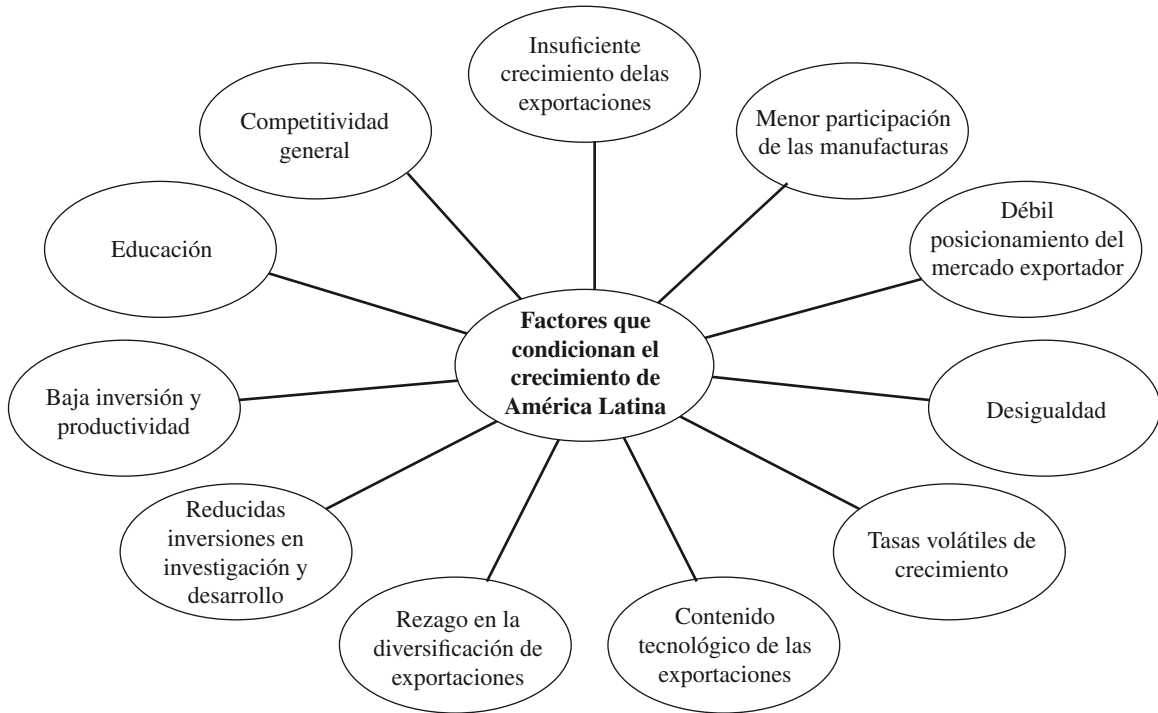 Insuficiente
crecimiento delas
exportaciones
Menor participación
de las manufacturas
Débil
posicionamiento del
mercado exportador
Desigualdad
Tasas volátiles de
crecimiento
Contenido
tecnológico de las
exportaciones
Rezago en la
diversificación de
exportaciones
Reducidas
inversiones en
investigación y
desarrollo
Baja inversión y
productividad
Educación
Competitividad
general
Factores que
condicionan el
crecimiento de
América Latina